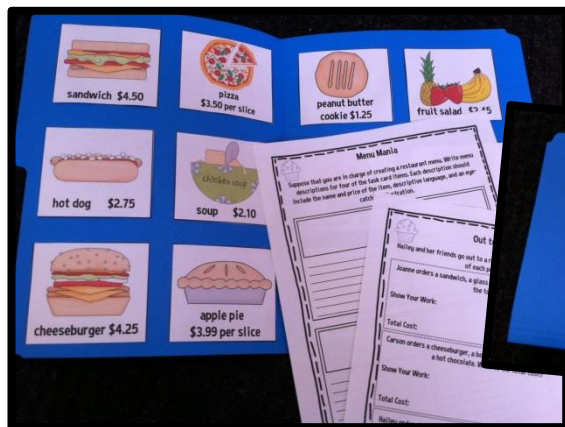 sandwich $4.50
pizza
$3.50 per slice
peanut butter
cookie $1.25
fruit salad
hot dog $2.75
chicken soup
soup $2.10
cheeseburger $4.25
apple pie
$3.99 per slice
Menu Mania
Suppose that you are in charge of creating a restaurant menu. Write menu
descriptions for four of the task card items. Each description should
include the name and price of the item, descriptive language, and an eye-
Out
Hailey and her friends go out to a
of each
Joanne orders a sandwich, a glass
the
Show Your Work:
Total Cost:
Carson orders a cheeseburger, a
a hot chocolate.
Show Your Work:
Total Cost:
Hailey